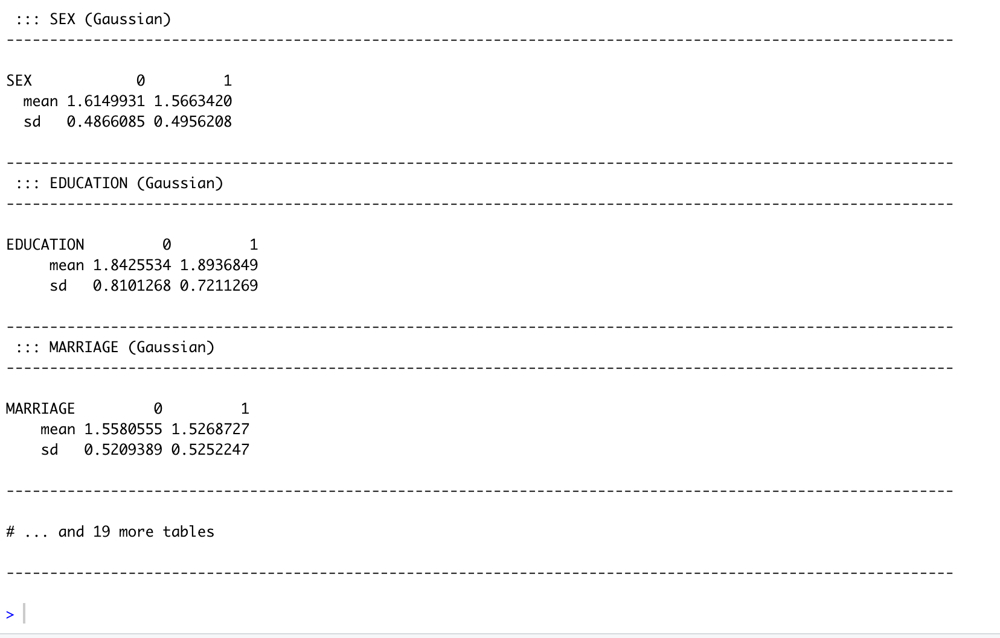 ::: SEX (Gaussian)
-------------------------------------------------------------------------------------------------------------
SEX            0         1
  mean 1.6149931 1.5663420
  sd   0.4866085 0.4956208
-------------------------------------------------------------------------------------------------------------
 ::: EDUCATION (Gaussian)
-------------------------------------------------------------------------------------------------------------
EDUCATION         0         1
     mean 1.8425534 1.8936849
     sd   0.8101268 0.7211269
-------------------------------------------------------------------------------------------------------------
 ::: MARRIAGE (Gaussian)
-------------------------------------------------------------------------------------------------------------
MARRIAGE         0         1
    mean 1.5580555 1.5268727
    sd   0.5209389 0.5252247
-------------------------------------------------------------------------------------------------------------
# ... and 19 more tables
-------------------------------------------------------------------------------------------------------------
>